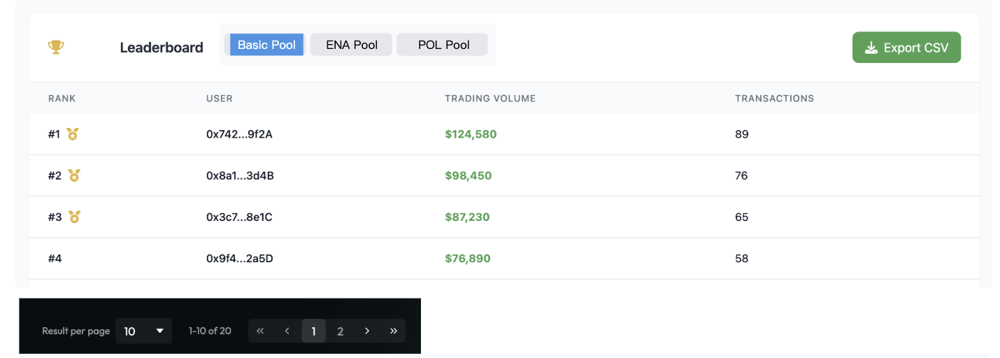 Leaderboard Basic Pool ENA Pool POL Pool Export CSV
RANK USER TRADING VOLUME TRANSACTIONS
#1 0x742...9f2A $124,580 89
#2 0x8a1...3d4B $98,450 76
#3 0x3c7...8e1C $87,230 65
#4 0x9f4...2a5D $76,890 58
Result per page 10 1-10 of 20 « ‹ 1 2 › »